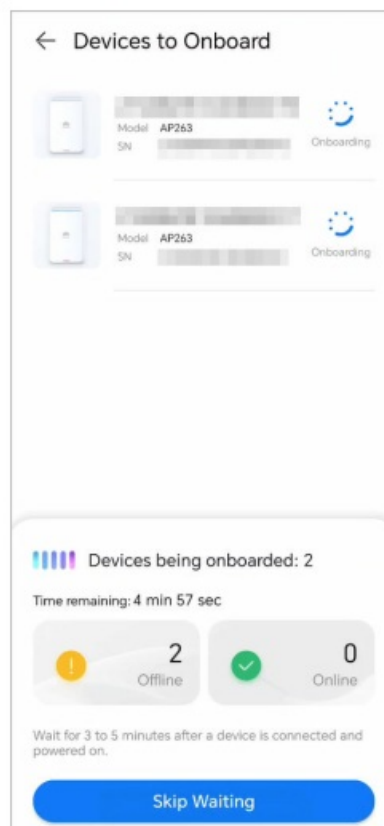 Devices to Onboard
Model AP263
SN
Onboarding
Model AP263
SN
Onboarding
Devices being onboarded: 2
Time remaining: 4 min 57 sec
2
Offline
0
Online
Wait for 3 to 5 minutes after a device is connected and
powered on.
Skip Waiting